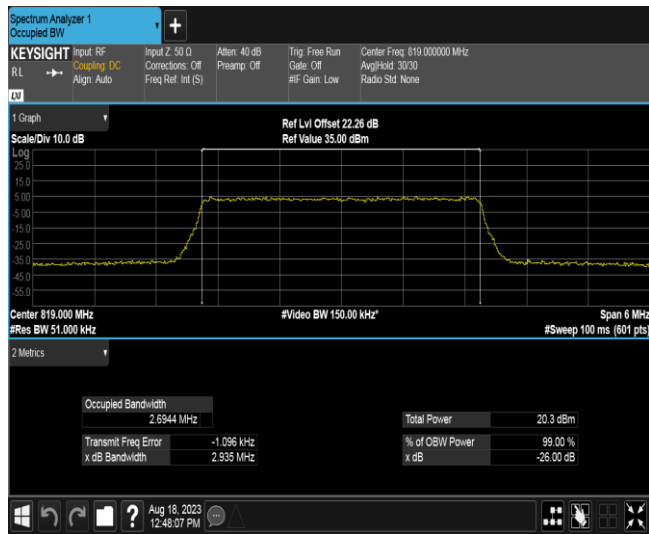 Spectrum Analyzer 1
Occupied BW
+
KEYSIGHT
RL
LXI
Input: RF
Coupling: DC
Align: Auto
Input Z: 50 Ω
Corrections: Off
Freq Ref: Int (S)
Atten: 40 dB
Preamp: Off
Trig: Free Run
Gate: Off
#IF Gain: Low
Center Freq: 819.000000 MHz
Avg|Hold: 30/30
Radio Std: None
1 Graph
Scale/Div 10.0 dB
Ref Lvl Offset 22.26 dB
Ref Value 35.00 dBm
Log
25.0
15.0
5.00
-5.00
-15.0
-25.0
-35.0
-45.0
-55.0
Center 819.000 MHz
#Res BW 51.000 kHz
#Video BW 150.00 kHz*
Span 6 MHz
#Sweep 100 ms (601 pts)
2 Metrics
Occupied Bandwidth
2.6944 MHz
Transmit Freq Error -1.096 kHz
x dB Bandwidth 2.935 MHz
Total Power 20.3 dBm
% of OBW Power 99.00 %
x dB -26.00 dB
?
Aug 18, 2023
12:48:07 PM